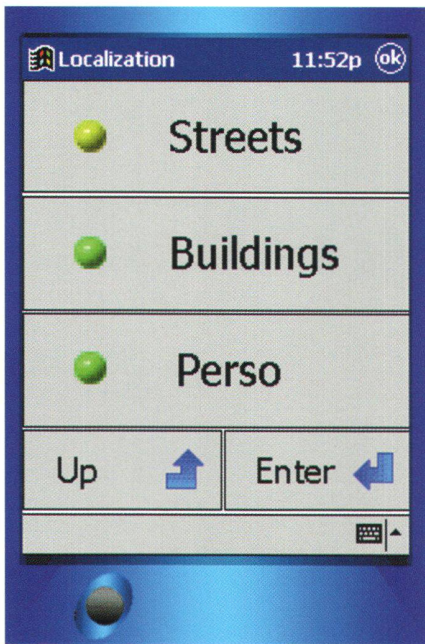 Localization 11:52p ok
Streets
Buildings
Perso
Up Enter